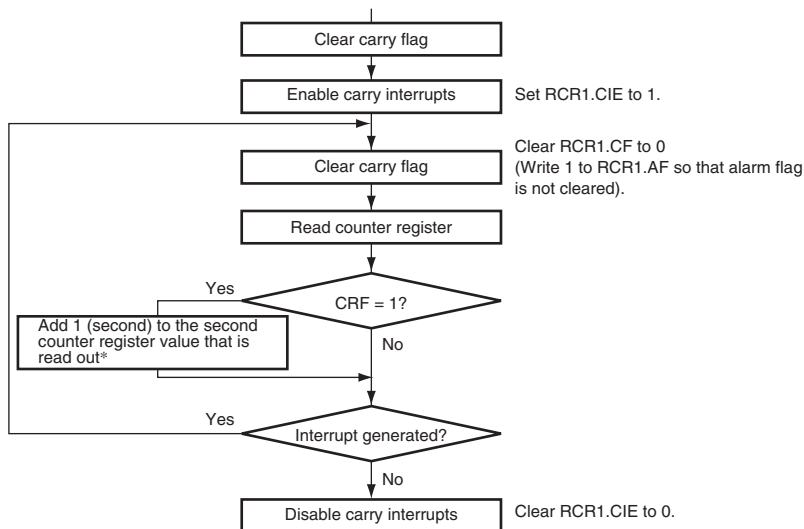 Clear carry flag
Enable carry interrupts
Set RCR1.CIE to 1.
Clear carry flag
Clear RCR1.CF to 0
(Write 1 to RCR1.AF so that alarm flag
is not cleared).
Read counter register
Yes
CRF = 1?
Add 1 (second) to the second
counter register value that is
read out*
No
Yes
Interrupt generated?
No
Disable carry interrupts
Clear RCR1.CIE to 0.